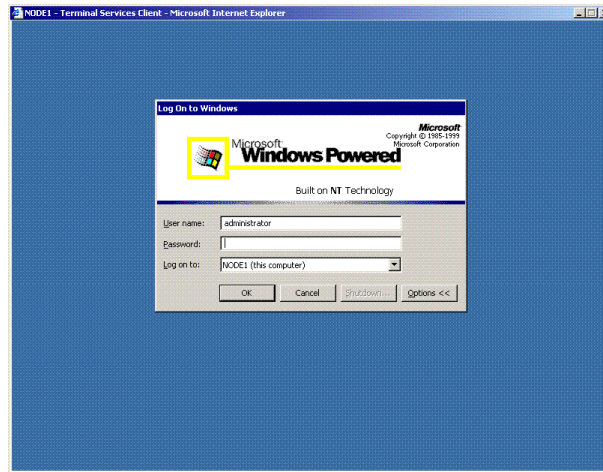 NODE1 - Terminal Services Client - Microsoft Internet Explorer
Log On to Windows
Microsoft
Copyright © 1985-1999
Microsoft Corporation
Microsoft
Windows Powered
Built on NT Technology
User name: administrator
Password:
Log on to: NODE1 (this computer)
OK Cancel Shutdown... Options <<